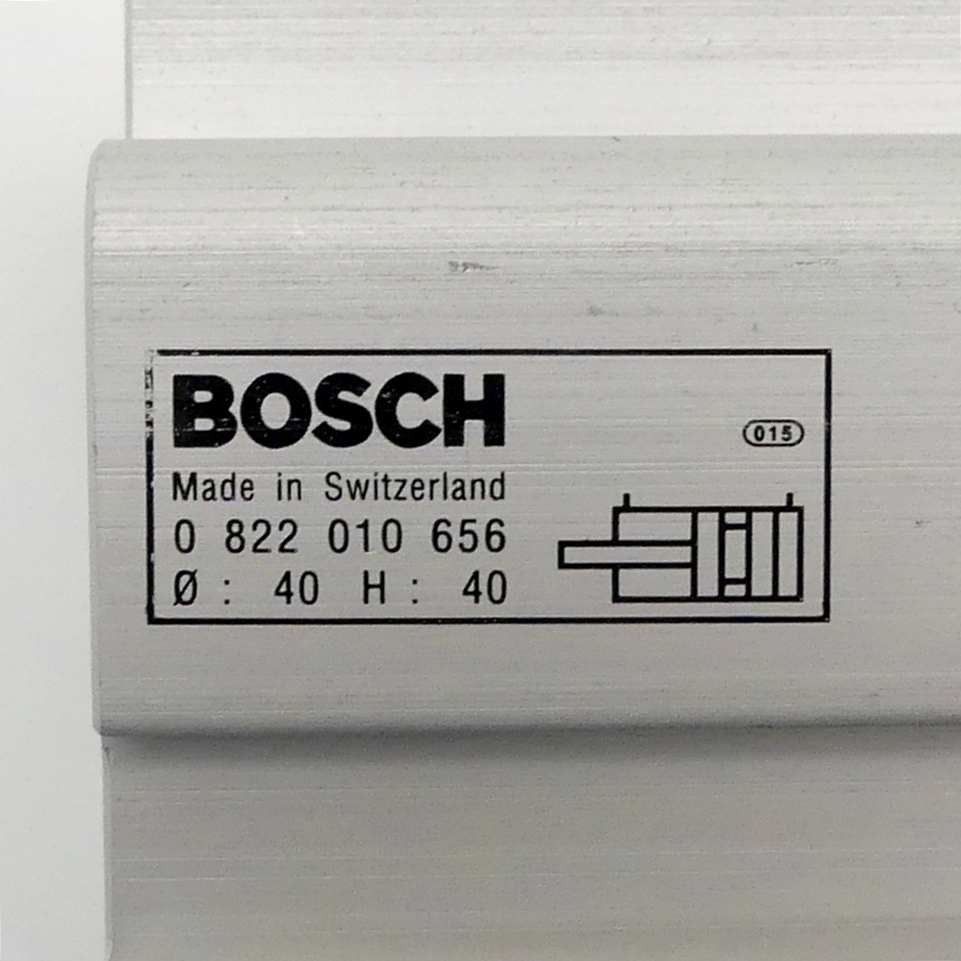 BOSCH
015
Made in Switzerland
0 822 010 656
Ø : 40 H : 40